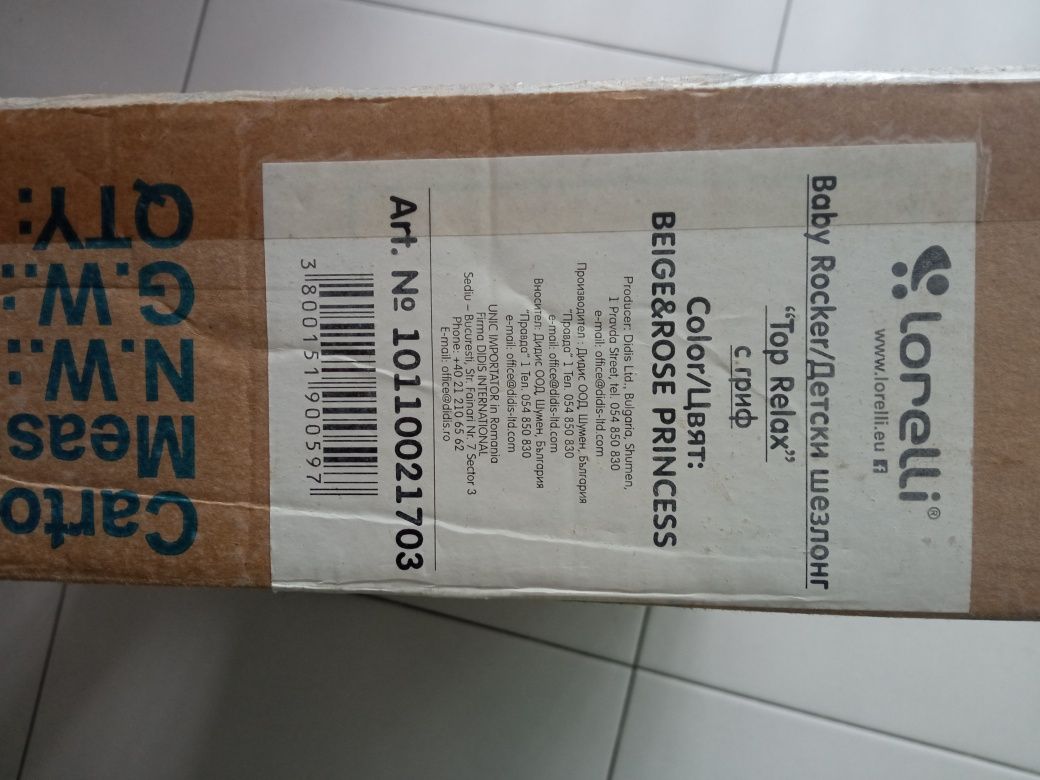 lorelli®
www.lorelli.eu f
Baby Rocker/Детски шезлонг
“Top Relax”
с.гриф
Color/Цвят:
BEIGE&ROSE PRINCESS
Producer: Didis Ltd., Bulgaria, Shumen,
1 Pravda Street, tel. 054 850 830
e-mail: office@didis-ltd.com
Производител : Дидис ООД, Шумен, България
"Правда" 1 Тел. 054 850 830
e-mail: office@didis-ltd.com
Вносител: Дидис ООД, Шумен, България
"Правда" 1 Тел. 054 850 830
e-mail: office@didis-ltd.com
UNIC IMPORTATOR in Romania
Firma DIDIS INTERNATIONAL
Sediu – Bucuresti, Str. Fainari Nr. 7 Sector 3
Phone: +40 21 210 65 62
E-mail: office@didis.ro
Art. № 10110021703
3 800151 900597
QTY:
G.W.:
N.W.:
Meas
Carto